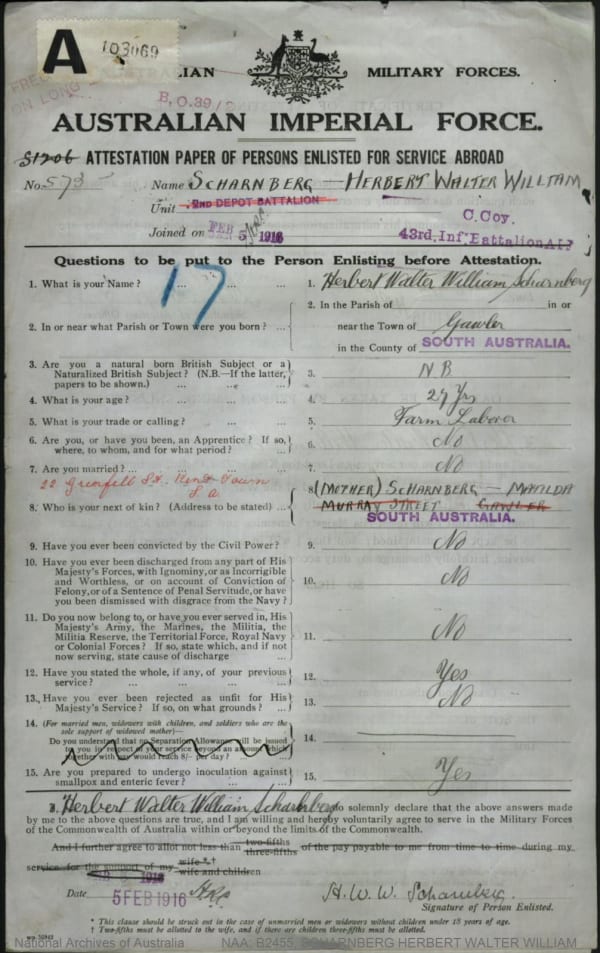 A 103069
AUSTRALIAN MILITARY FORCES.
B.O.39/
ON LONG
AUSTRALIAN IMPERIAL FORCE.
S1206 ATTESTATION PAPER OF PERSONS ENLISTED FOR SERVICE ABROAD
No. 573 Name SCHARNBERG — HERBERT WALTER WILLIAM
Unit 2ND DEPOT BATTALION
C. Coy.
Joined on FEB 5 1916 43rd. Inf. Battalion A.I.F
Questions to be put to the Person Enlisting before Attestation.
17
1. What is your Name? ... ... ... 1. Herbert Walter William Scharnberg
2. In or near what Parish or Town were you born? ... 2. In the Parish of in or
near the Town of Gawler
in the County of SOUTH AUSTRALIA.
3. Are you a natural born British Subject or a
Naturalized British Subject? (N.B.—If the latter,
papers to be shown.) ... ... ... 3. N B
4. What is your age? ... ... ... 4. 27 Yrs
5. What is your trade or calling? ... ... 5. Farm Laborer
6. Are you, or have you been, an Apprentice? If so,
where, to whom, and for what period? ... 6. No
7. Are you married? ... ... ... ... 7. No
22 Grenfell St. Kent Town
S.A.
8. Who is your next of kin? (Address to be stated) ... 8 (MOTHER) SCHARNBERG — MATILDA
MURRAY STREET GAWLER
SOUTH AUSTRALIA.
9. Have you ever been convicted by the Civil Power? 9. No
10. Have you ever been discharged from any part of His
Majesty's Forces, with Ignominy, or as Incorrigible
and Worthless, or on account of Conviction of
Felony, or of a Sentence of Penal Servitude, or have
you been dismissed with disgrace from the Navy? 10. No
11. Do you now belong to, or have you ever served in, His
Majesty's Army, the Marines, the Militia, the
Militia Reserve, the Territorial Force, Royal Navy
or Colonial Forces? If so, state which, and if not
now serving, state cause of discharge ... 11. No
12. Have you stated the whole, if any, of your previous
service? ... ... ... ... 12. Yes
13. Have you ever been rejected as unfit for His
Majesty's Service? If so, on what grounds? ... 13. No
14. (For married men, widowers with children, and soldiers who are the
sole support of widowed mother)—
Do you understand that no Separation Allowance will be issued
to you in respect of your service beyond an amount which
together with pay would reach 8/- per day? ... 14.
15. Are you prepared to undergo inoculation against
smallpox and enteric fever? ... ... 15. Yes
I, Herbert Walter William Scharnberg do solemnly declare that the above answers made
by me to the above questions are true, and I am willing and hereby voluntarily agree to serve in the Military Forces
of the Commonwealth of Australia within or beyond the limits of the Commonwealth.
And I further agree to allot not less than two-fifths three-fifths of the pay payable to me from time to time during my
service for the support of my wife *† wife and children
Date 5 FEB 1916 H. W. W. Scharnberg.
Signature of Person Enlisted.
* This clause should be struck out in the case of unmarried men or widowers without children under 18 years of age.
† Two-fifths must be allotted to the wife, and if there are children three-fifths must be allotted.
National Archives of Australia NAA: B2455, SCHARNBERG HERBERT WALTER WILLIAM